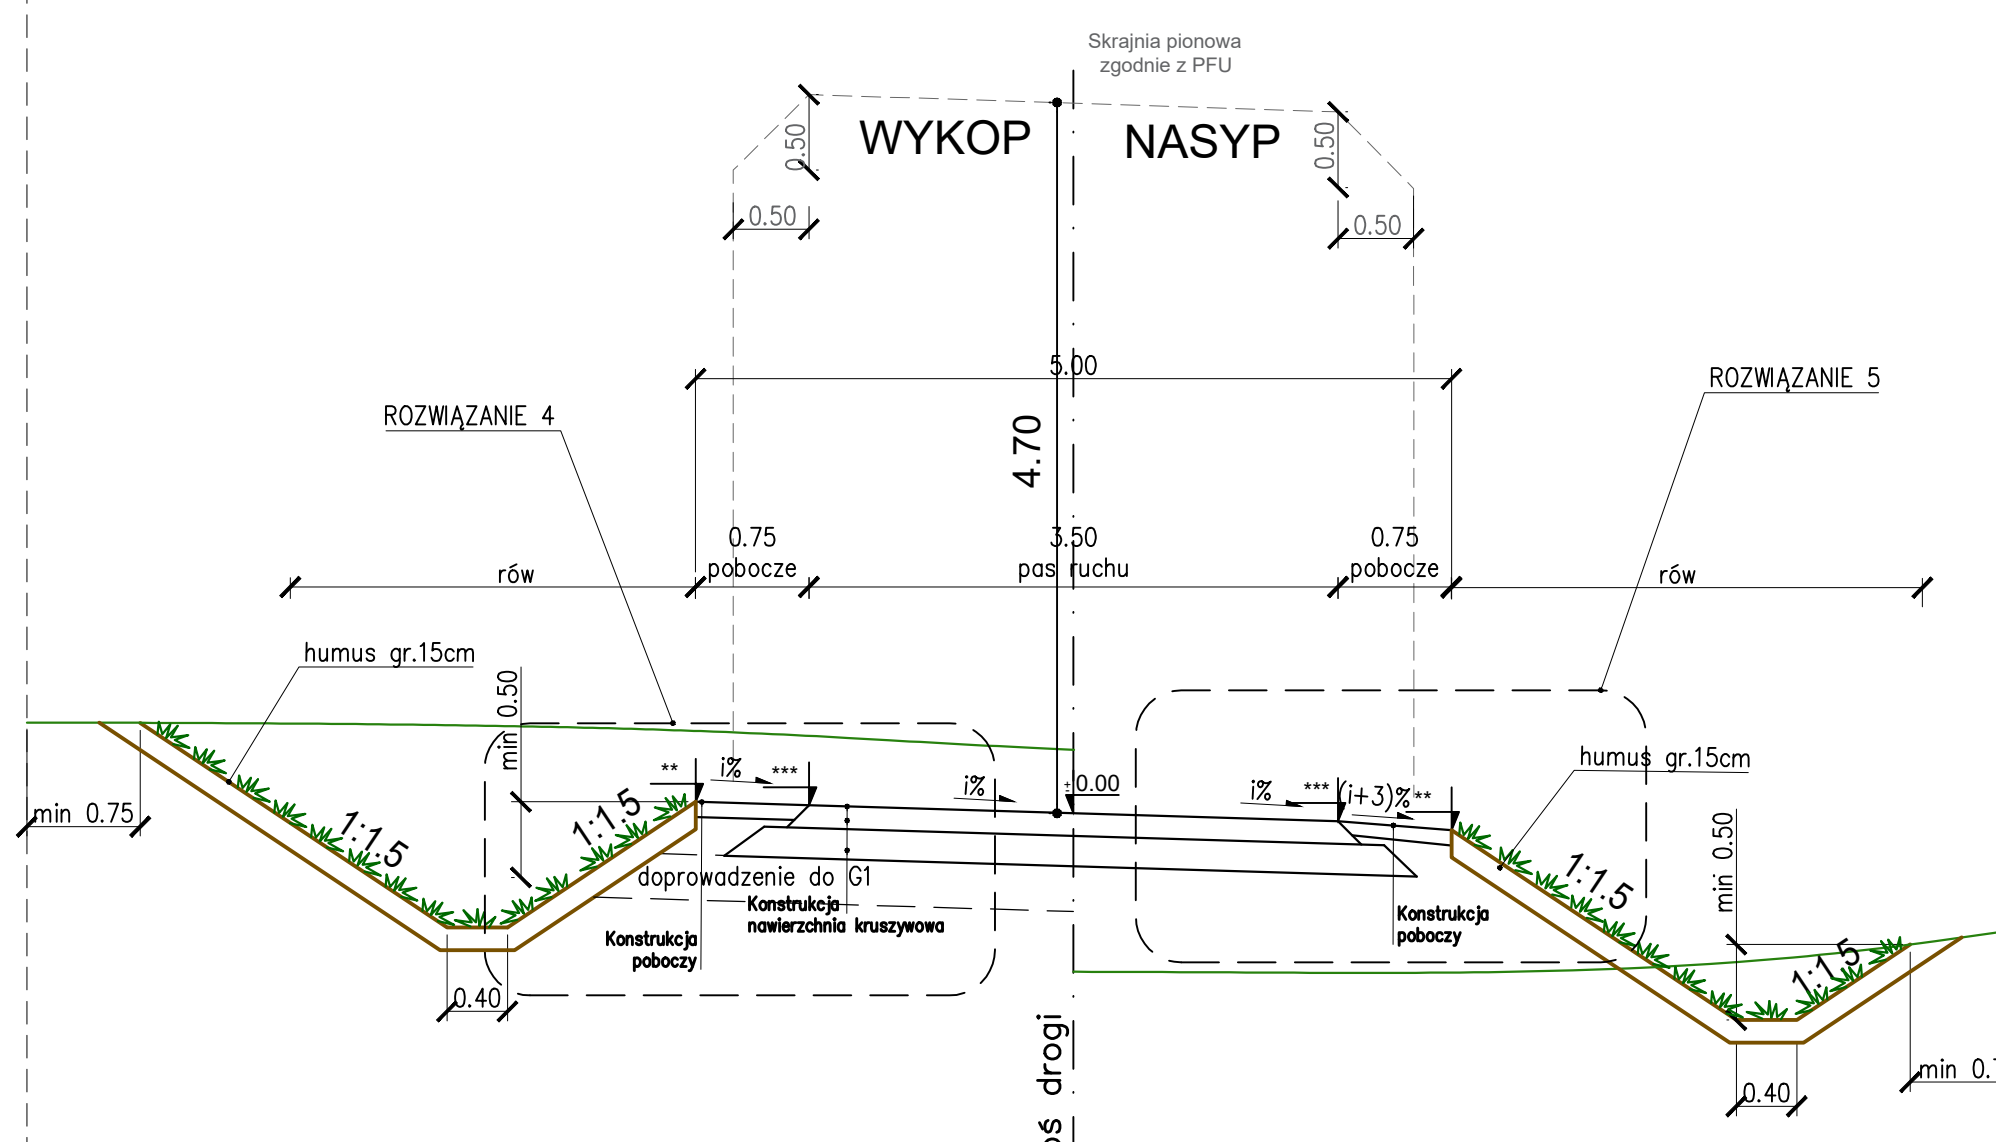 Skrajnia pionowa
zgodnie z PFU
WYKOP
NASYP
0.50
0.50
0.50
0.50
5.00
ROZWIĄZANIE 4
ROZWIĄZANIE 5
4.70
0.75
3.50
0.75
rów
pobocze
pas ruchu
pobocze
rów
humus gr.15cm
min 0.50
** i% ***
i%
±0.00
i% *** (i+3)% **
humus gr.15cm
min 0.75
1:1.5
1:1.5
min 0.50
1:1.5
1:1.5
doprowadzenie do G1
Konstrukcja
nawierzchnia kruszywowa
Konstrukcja
poboczy
Konstrukcja
poboczy
0.40
oś drogi
0.40
min 0.